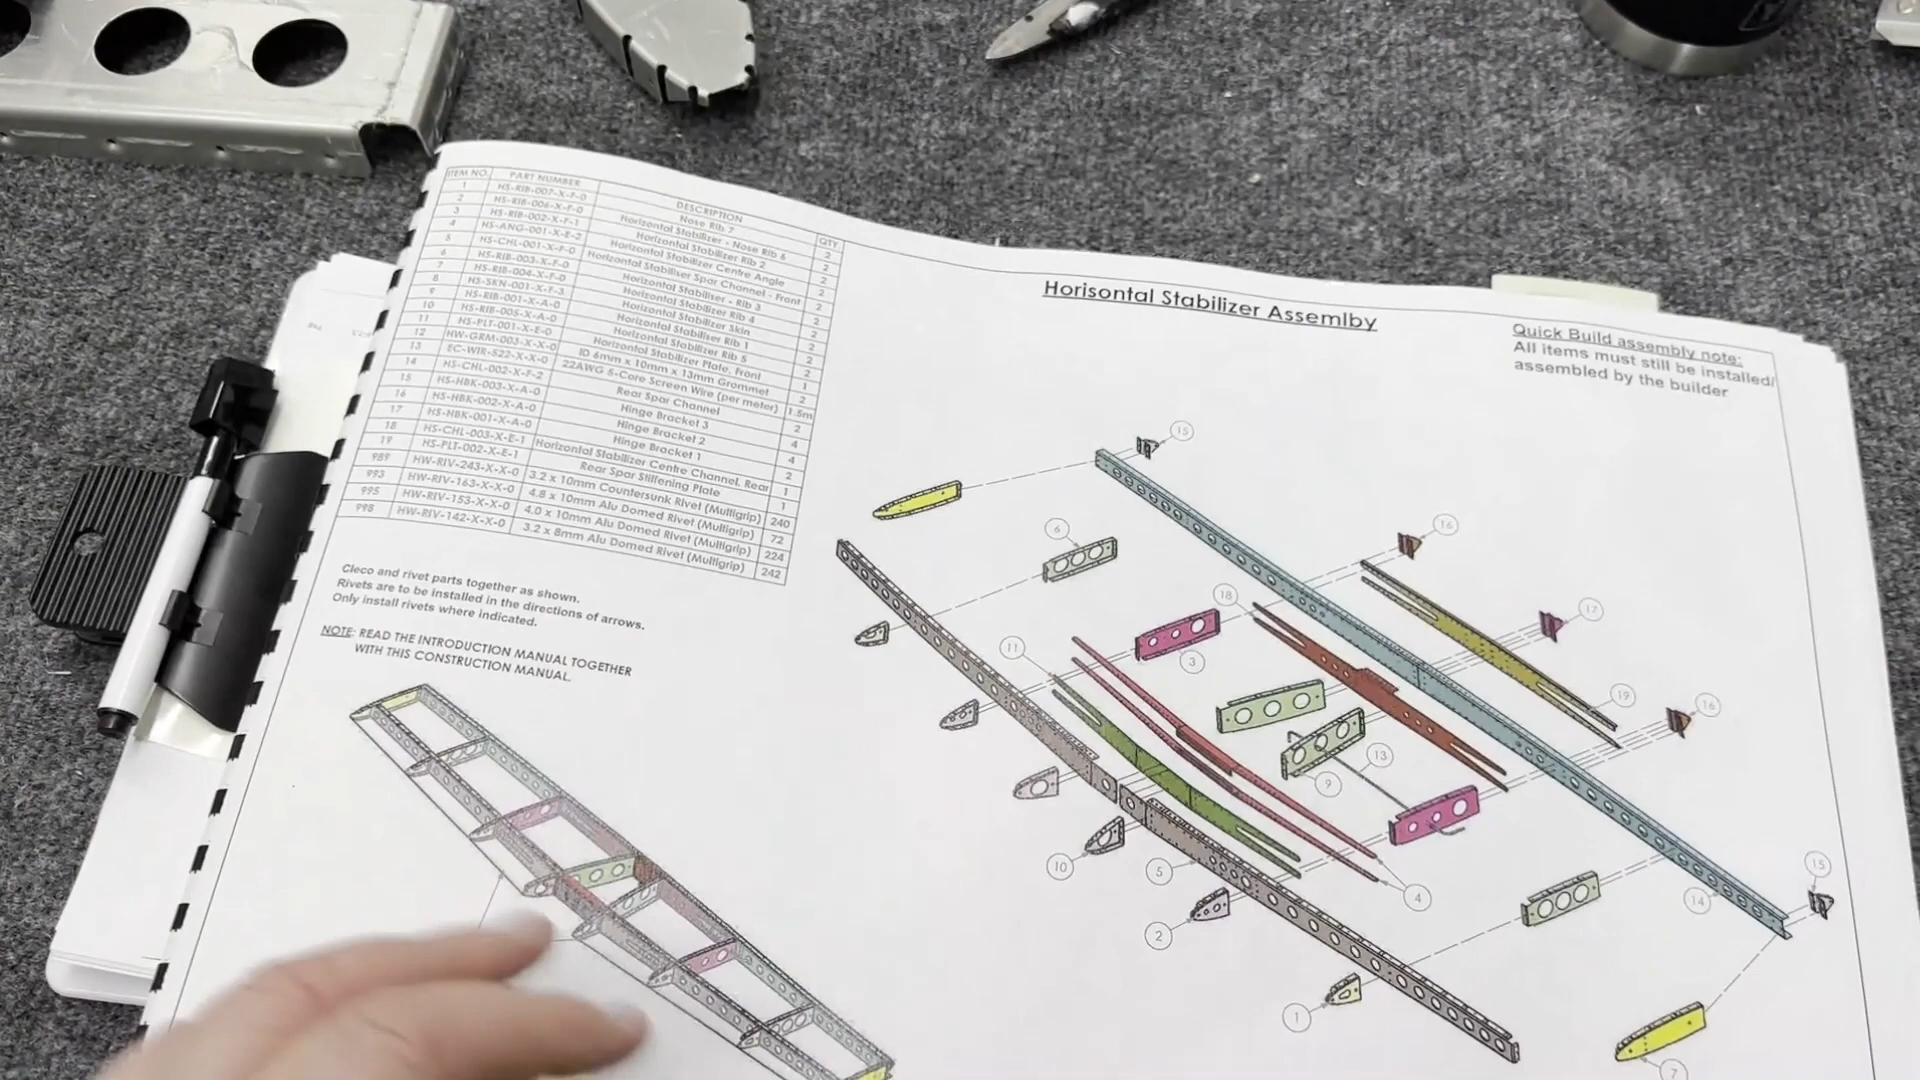 ITEM NO. PART NUMBER DESCRIPTION QTY
1 HS-RIB-007-X-F-0 Nose Rib 7 2
2 HS-RIB-006-X-F-0 Horizontal Stabilizer - Nose Rib 6 2
3 HS-RIB-002-X-F-1 Horizontal Stabilizer Rib 2 2
4 HS-ANG-001-X-E-2 Horizontal Stabilizer Centre Angle 2
5 HS-CHL-001-X-F-0 Horizontal Stabiliser Spar Channel - Front 2
6 HS-RIB-003-X-F-0 Horizontal Stabiliser - Rib 3 2
7 HS-RIB-004-X-F-0 Horizontal Stabilizer Rib 4 2
8 HS-SKN-001-X-F-3 Horizontal Stabilizer Skin 2
9 HS-RIB-001-X-A-0 Horizontal Stabiliser Rib 1 2
10 HS-RIB-005-X-A-0 Horizontal Stabilizer Rib 5 2
11 HS-PLT-001-X-E-0 Horizontal Stabilizer Plate, Front 1
12 HW-GRM-003-X-X-0 ID 6mm x 10mm x 13mm Grommet 2
13 EC-WIR-522-X-X-0 22AWG 5-Core Screen Wire (per meter) 1.5m
14 HS-CHL-002-X-F-2 Rear Spar Channel 2
15 HS-HBK-003-X-A-0 Hinge Bracket 3 4
16 HS-HBK-002-X-A-0 Hinge Bracket 2 4
17 HS-HBK-001-X-A-0 Hinge Bracket 1 2
18 HS-CHL-003-X-E-1 Horizontal Stabilizer Centre Channel, Rear 1
19 HS-PLT-002-X-E-1 Rear Spar Stiffening Plate 1
989 HW-RIV-243-X-X-0 3.2 x 10mm Countersunk Rivet (Multigrip) 240
993 HW-RIV-163-X-X-0 4.8 x 10mm Alu Domed Rivet (Multigrip) 72
995 HW-RIV-153-X-X-0 4.0 x 10mm Alu Domed Rivet (Multigrip) 224
998 HW-RIV-142-X-X-0 3.2 x 8mm Alu Domed Rivet (Multigrip) 242
Cleco and rivet parts together as shown.
Rivets are to be installed in the directions of arrows.
Only install rivets where indicated.
NOTE: READ THE INTRODUCTION MANUAL TOGETHER
WITH THIS CONSTRUCTION MANUAL.
Horisontal Stabilizer Assemlby
Quick Build assembly note:
All items must still be installed/
assembled by the builder
15
16
6
18
17
11
3
19
16
13
9
10
5
4
15
14
2
1
7